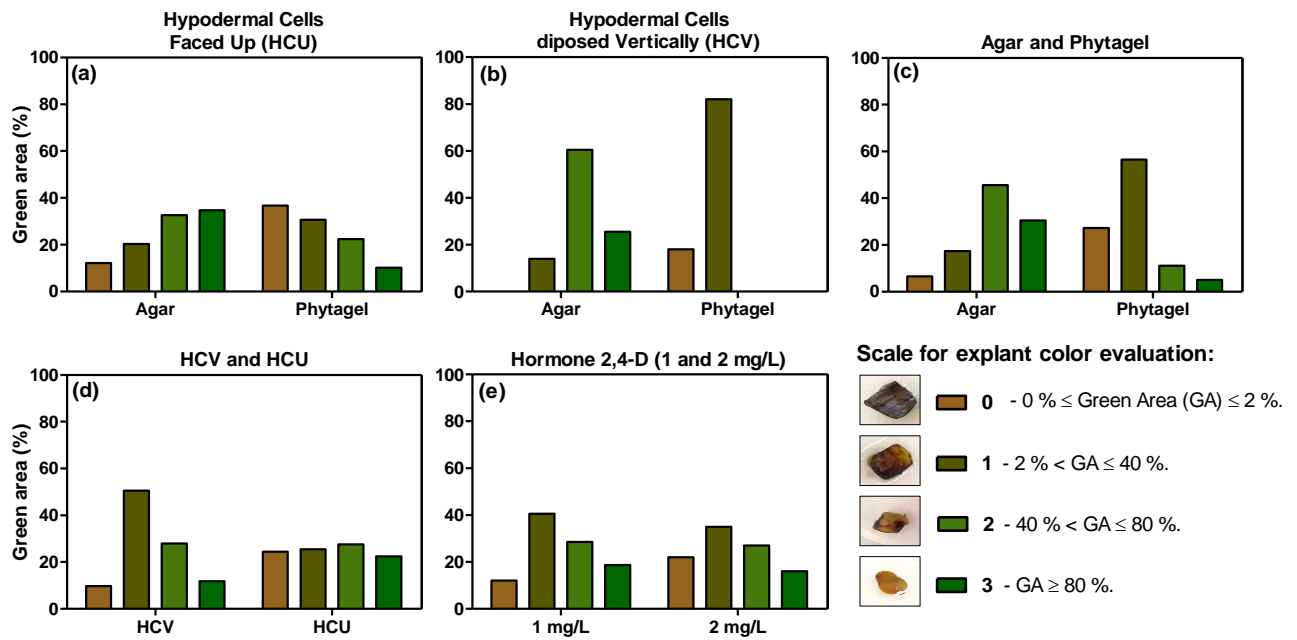 Hypodermal Cells
Faced Up (HCU)
(a)
Green area (%)
100
80
60
40
20
0
Agar
Phytagel
Hypodermal Cells
diposed Vertically (HCV)
(b)
100
80
60
40
20
0
Agar
Phytagel
Agar and Phytagel
(c)
100
80
60
40
20
0
Agar
Phytagel
HCV and HCU
(d)
Green area (%)
100
80
60
40
20
0
HCV
HCU
Hormone 2,4-D (1 and 2 mg/L)
(e)
100
80
60
40
20
0
1 mg/L
2 mg/L
Scale for explant color evaluation:
0 - 0 % ≤ Green Area (GA) ≤ 2 %.
1 - 2 % < GA ≤ 40 %.
2 - 40 % < GA ≤ 80 %.
3 - GA ≥ 80 %.